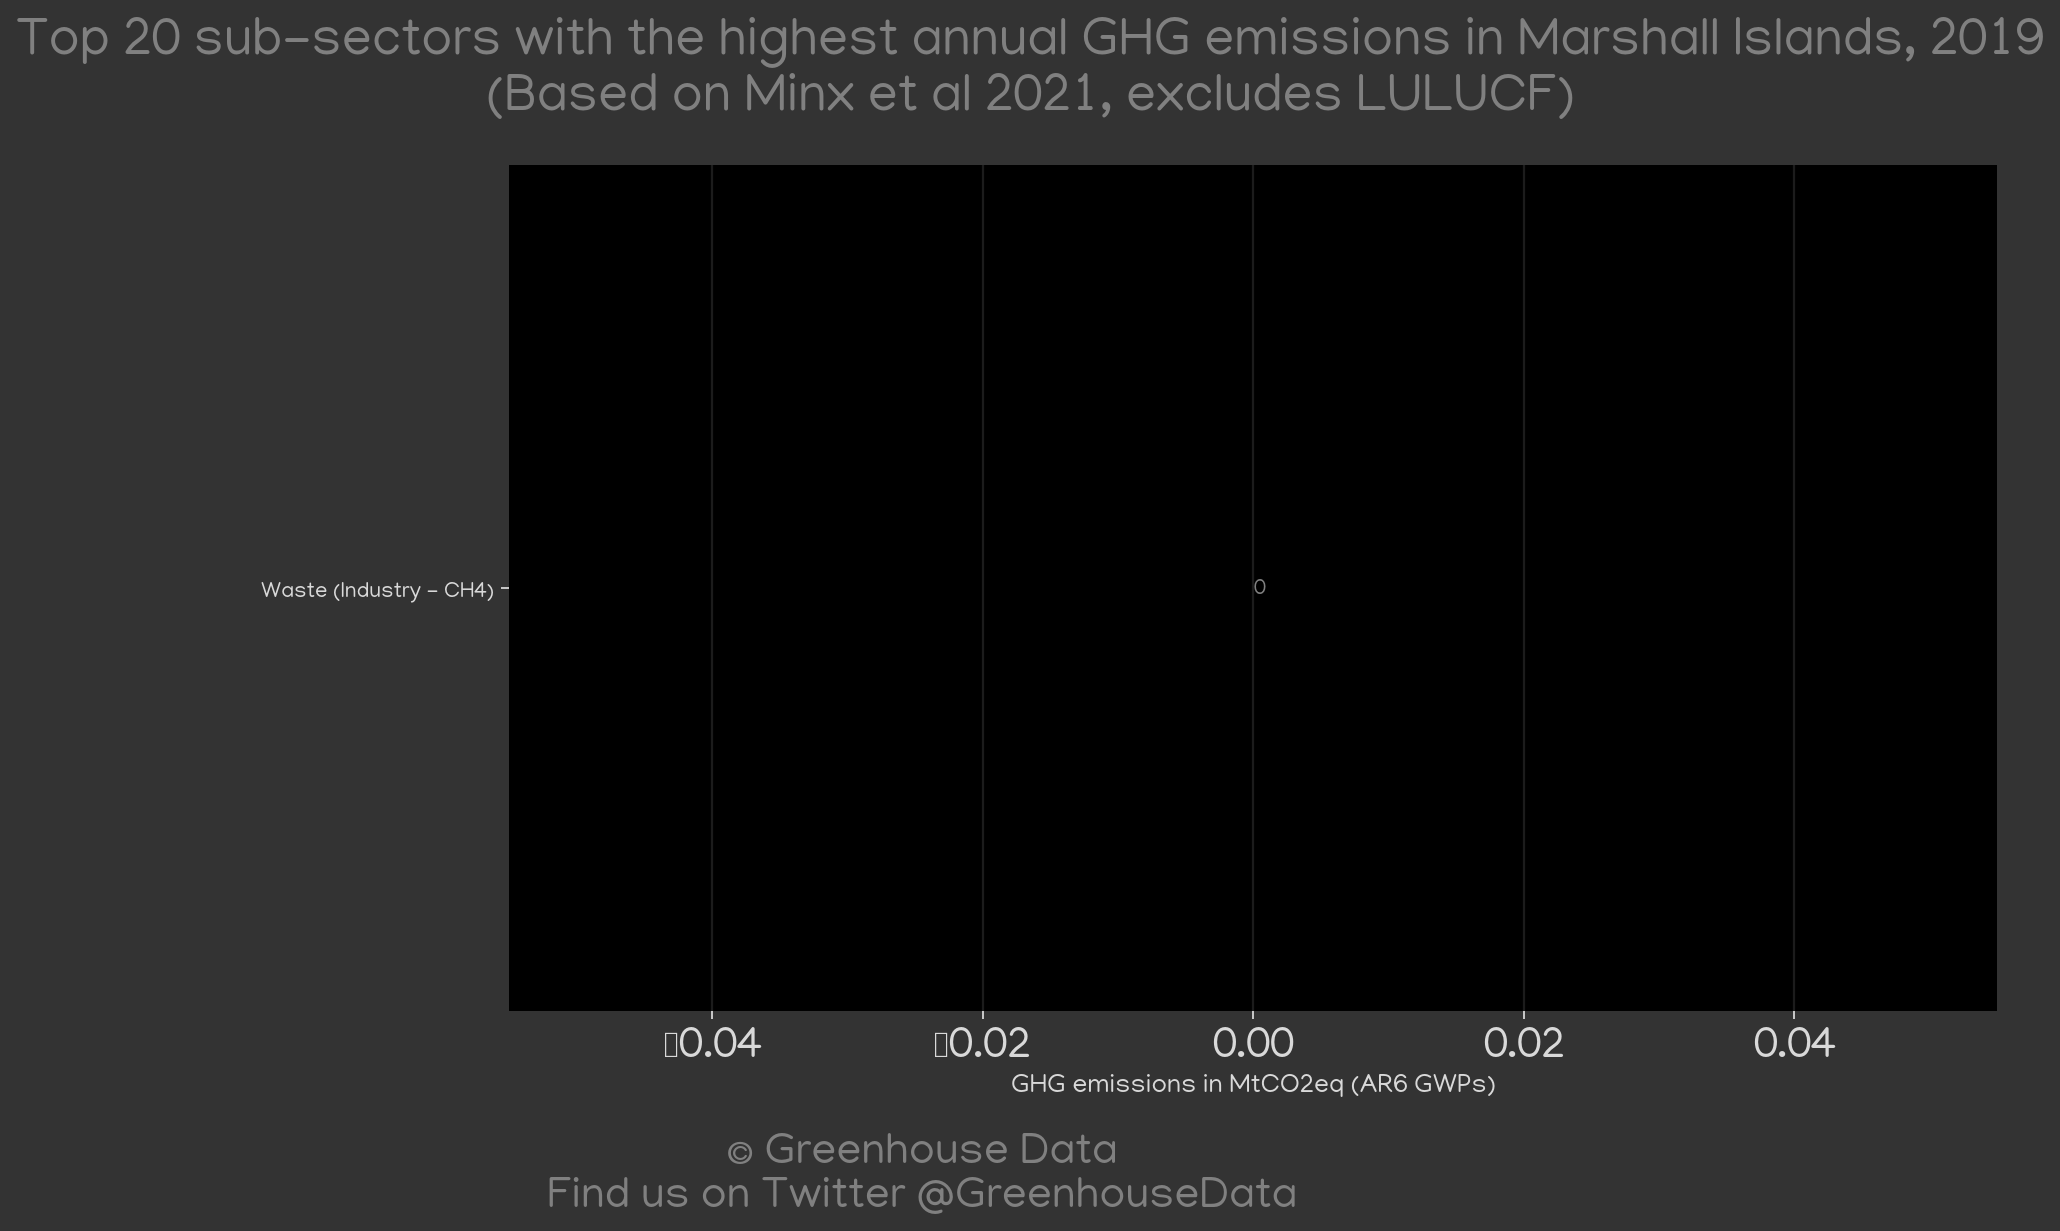 Top 20 sub-sectors with the highest annual GHG emissions in Marshall Islands, 2019
(Based on Minx et al 2021, excludes LULUCF)
Waste (Industry - CH4)
0
▯0.04 ▯0.02 0.00 0.02 0.04
GHG emissions in MtCO2eq (AR6 GWPs)
© Greenhouse Data
Find us on Twitter @GreenhouseData